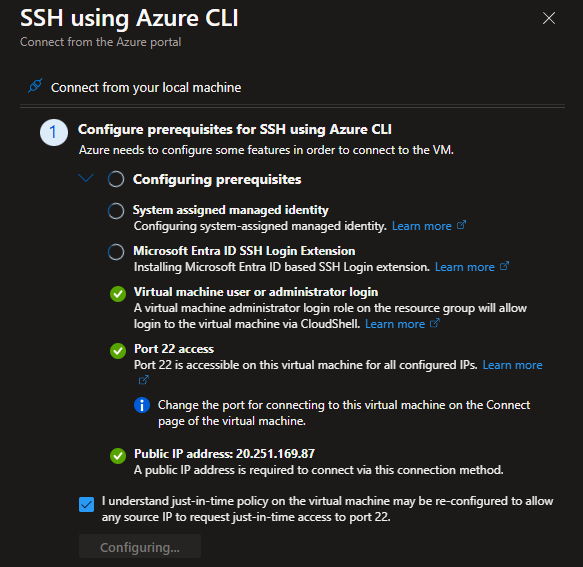 SSH using Azure CLI
Connect from the Azure portal
Connect from your local machine
1
Configure prerequisites for SSH using Azure CLI
Azure needs to configure some features in order to connect to the VM.
Configuring prerequisites
System assigned managed identity
Configuring system-assigned managed identity. Learn more
Microsoft Entra ID SSH Login Extension
Installing Microsoft Entra ID based SSH Login extension. Learn more
Virtual machine user or administrator login
A virtual machine administrator login role on the resource group will allow
login to the virtual machine via CloudShell. Learn more
Port 22 access
Port 22 is accessible on this virtual machine for all configured IPs. Learn more
Change the port for connecting to this virtual machine on the Connect
page of the virtual machine.
Public IP address: 20.251.169.87
A public IP address is required to connect via this connection method.
I understand just-in-time policy on the virtual machine may be re-configured to allow
any source IP to request just-in-time access to port 22.
Configuring...